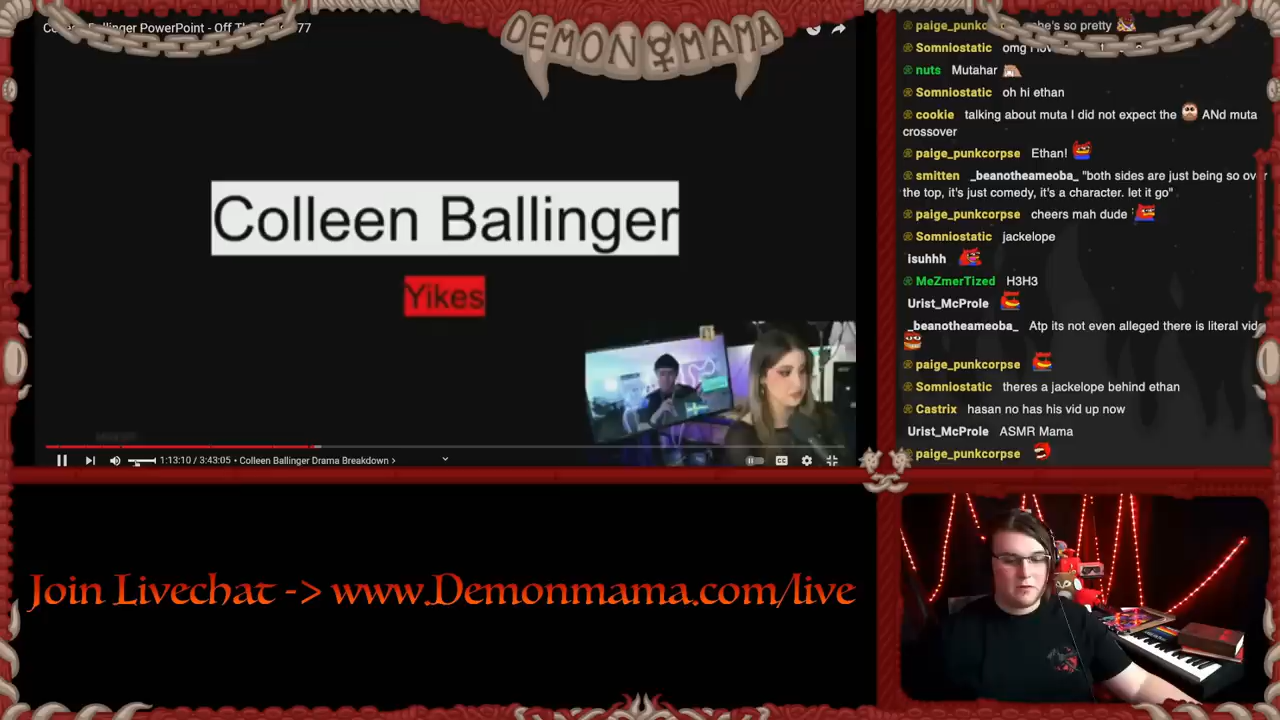 DEMON MAMA
Colleen Ballinger
Yikes
1:13:10 / 3:43:05 • Colleen Ballinger Drama Breakdown >
CC
Join Livechat -> www.Demonmama.com/live
she's so pretty
Somniostatic omg
nuts Mutahar
Somniostatic oh hi ethan
cookie talking about muta I did not expect the ANd muta
crossover
paige_punkcorpse Ethan!
smitten _beanotheameoba_ "both sides are just being so over
the top, it's just comedy, it's a character. let it go"
paige_punkcorpse cheers mah dude
Somniostatic jackelope
isuhhh
MeZmerTized H3H3
Urist_McProle
_beanotheameoba_ Atp its not even alleged there is literal vid
paige_punkcorpse
Somniostatic theres a jackelope behind ethan
Castrix hasan no has his vid up now
Urist_McProle ASMR Mama
paige_punkcorpse